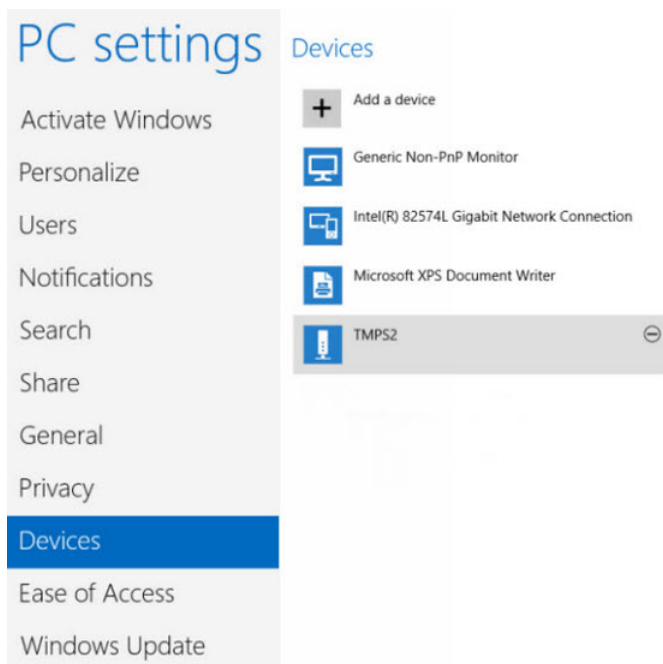 PC settings
Activate Windows
Personalize
Users
Notifications
Search
Share
General
Privacy
Devices
Ease of Access
Windows Update
Devices
Add a device
Generic Non-PnP Monitor
Intel(R) 82574L Gigabit Network Connection
Microsoft XPS Document Writer
TMPS2